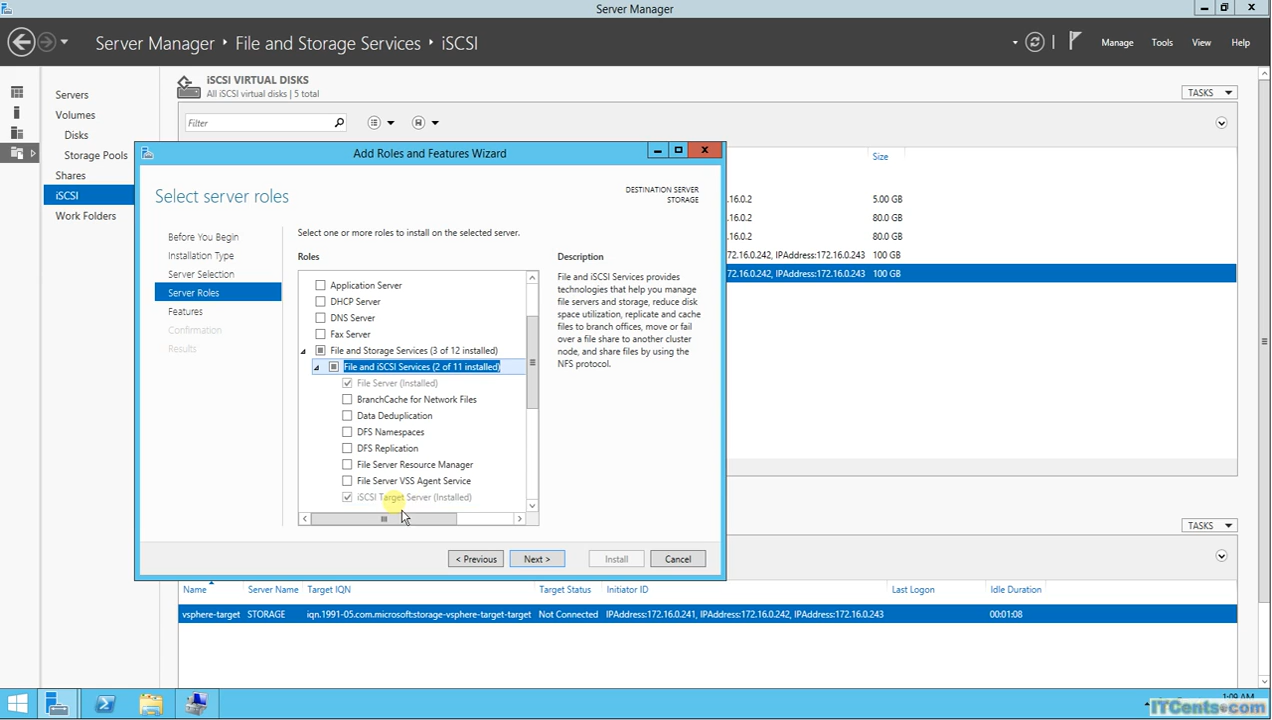 Server Manager
Server Manager ▸ File and Storage Services ▸ iSCSI
Manage Tools View Help
Servers
Volumes
Disks
Storage Pools
Shares
iSCSI
Work Folders
iSCSI VIRTUAL DISKS
All iSCSI virtual disks | 5 total
TASKS
Filter
Size
.16.0.2 5.00 GB
.16.0.2 80.0 GB
.16.0.2 80.0 GB
.16.0.242, IPAddress:172.16.0.243 100 GB
.16.0.242, IPAddress:172.16.0.243 100 GB
Add Roles and Features Wizard
Select server roles
DESTINATION SERVER
STORAGE
Before You Begin
Installation Type
Server Selection
Server Roles
Features
Confirmation
Results
Select one or more roles to install on the selected server.
Roles
Application Server
DHCP Server
DNS Server
Fax Server
File and Storage Services (3 of 12 installed)
File and iSCSI Services (2 of 11 installed)
File Server (Installed)
BranchCache for Network Files
Data Deduplication
DFS Namespaces
DFS Replication
File Server Resource Manager
File Server VSS Agent Service
iSCSI Target Server (Installed)
Description
File and iSCSI Services provides
technologies that help you manage
file servers and storage, reduce disk
space utilization, replicate and cache
files to branch offices, move or fail
over a file share to another cluster
node, and share files by using the
NFS protocol.
< Previous Next > Install Cancel
TASKS
Name Server Name Target IQN Target Status Initiator ID Last Logon Idle Duration
vsphere-target STORAGE iqn.1991-05.com.microsoft:storage-vsphere-target-target Not Connected IPAddress:172.16.0.241, IPAddress:172.16.0.242, IPAddress:172.16.0.243 00:01:08
1:09 AM
ITCents.com